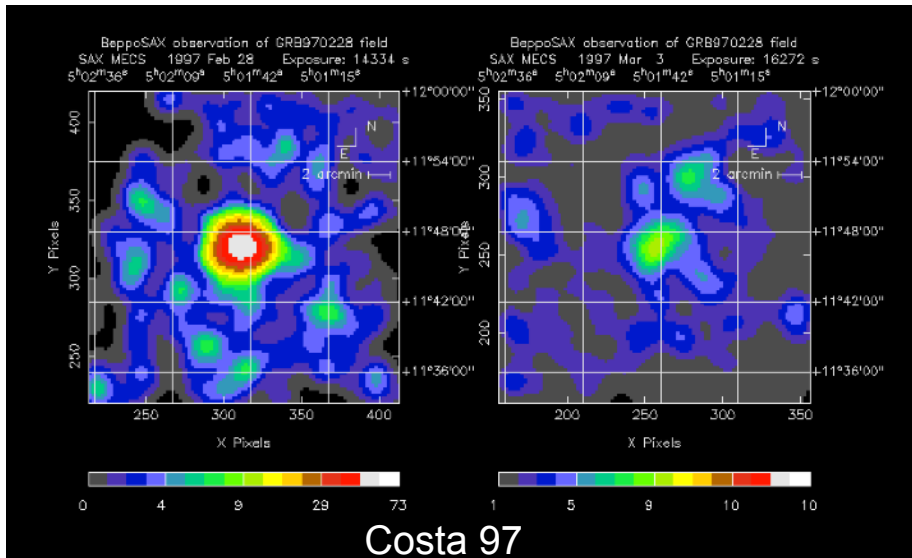 BeppoSAX observation of GRB970228 field
SAX MECS 1997 Feb 28 Exposure: 14334 s
5ʰ02ᵐ36ˢ 5ʰ02ᵐ09ˢ 5ʰ01ᵐ42ˢ 5ʰ01ᵐ15ˢ
+12°00'00"
+11°54'00"
+11°48'00"
+11°42'00"
+11°36'00"
N
E
2 arcmin
400
350
300
250
Y Pixels
250 300 350 400
X Pixels
0 4 9 29 73
BeppoSAX observation of GRB970228 field
SAX MECS 1997 Mar 3 Exposure: 16272 s
5ʰ02ᵐ36ˢ 5ʰ02ᵐ09ˢ 5ʰ01ᵐ42ˢ 5ʰ01ᵐ15ˢ
+12°00'00"
+11°54'00"
+11°48'00"
+11°42'00"
+11°36'00"
N
E
2 arcmin
350
300
250
200
Y Pixels
200 250 300 350
X Pixels
1 5 9 10 10
Costa 97